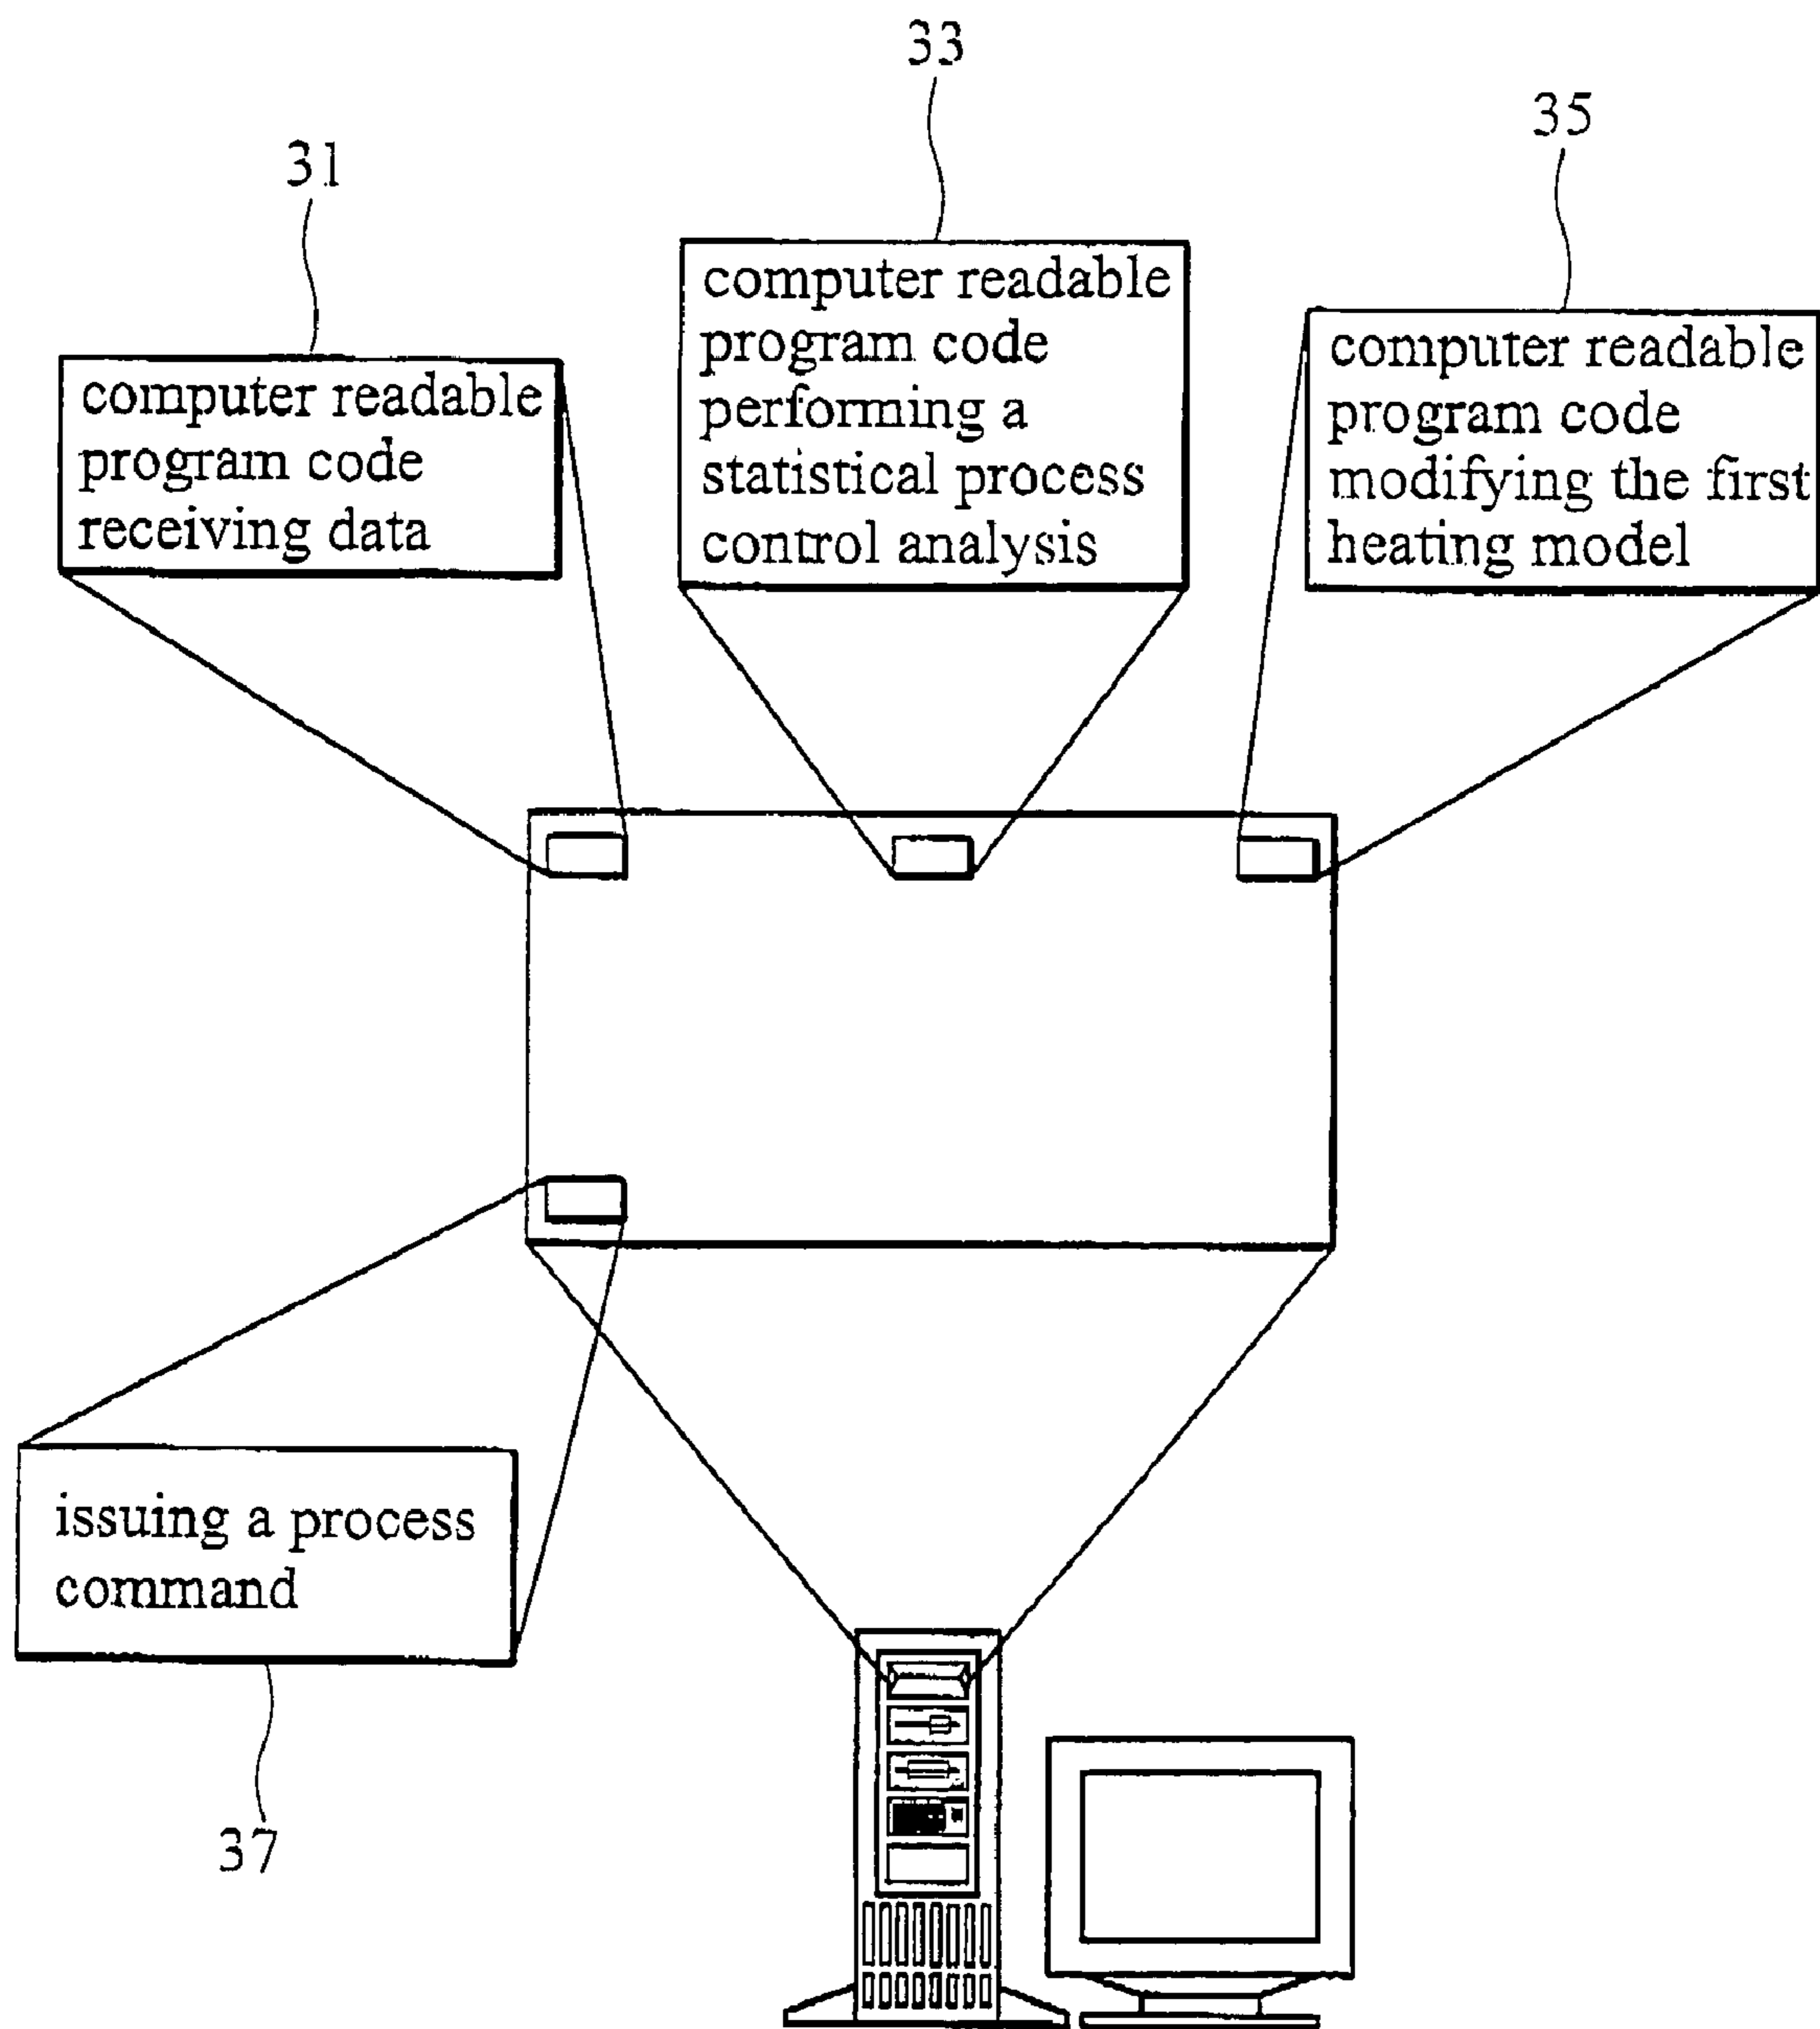 33
35
31
computer readable
program code
receiving data
computer readable
program code
performing a
statistical process
control analysis
computer readable
program code
modifying the first
heating model
issuing a process
command
37